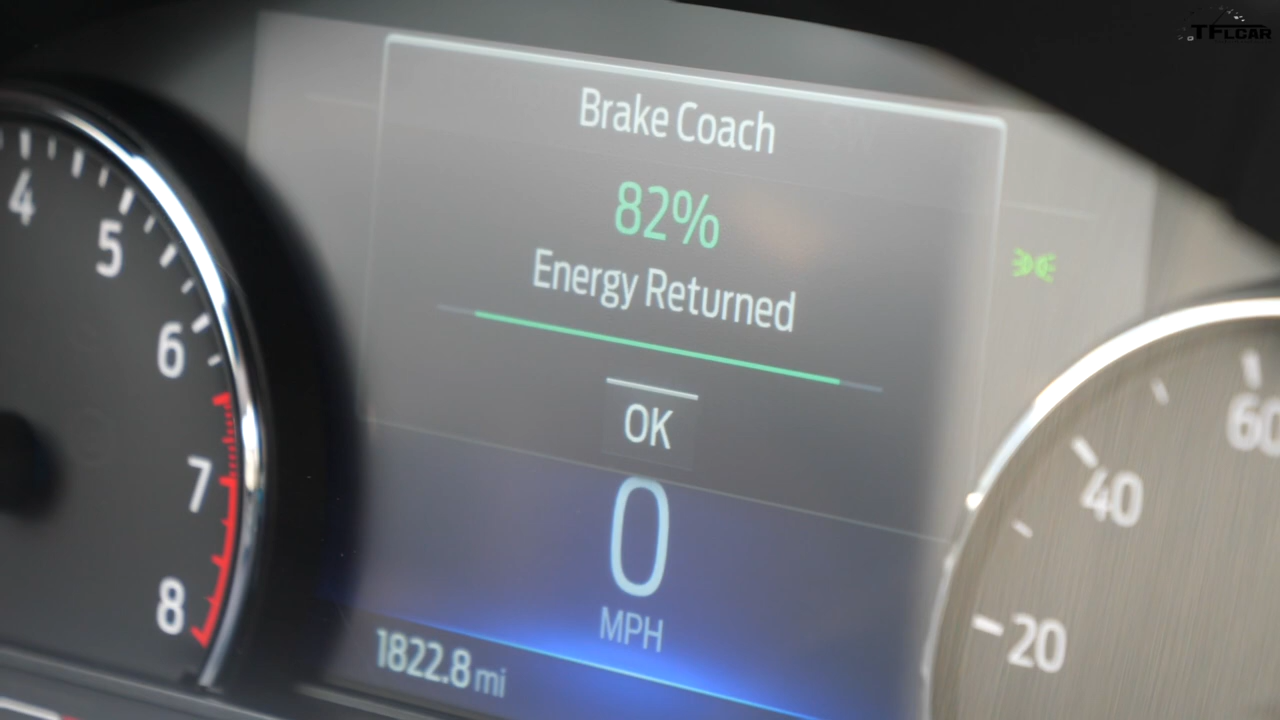 TFLCAR
Brake Coach
82%
Energy Returned
OK
0
MPH
1822.8 mi
4
5
6
7
8
20
40
60